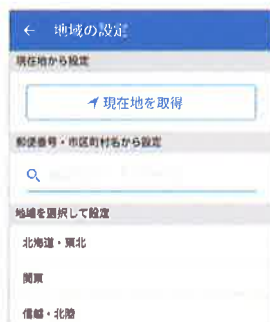 ← 地域の設定
現在地から設定
現在地を取得
郵便番号・市区町村名から設定
地域を選択して設定
北海道・東北
関東
信越・北陸